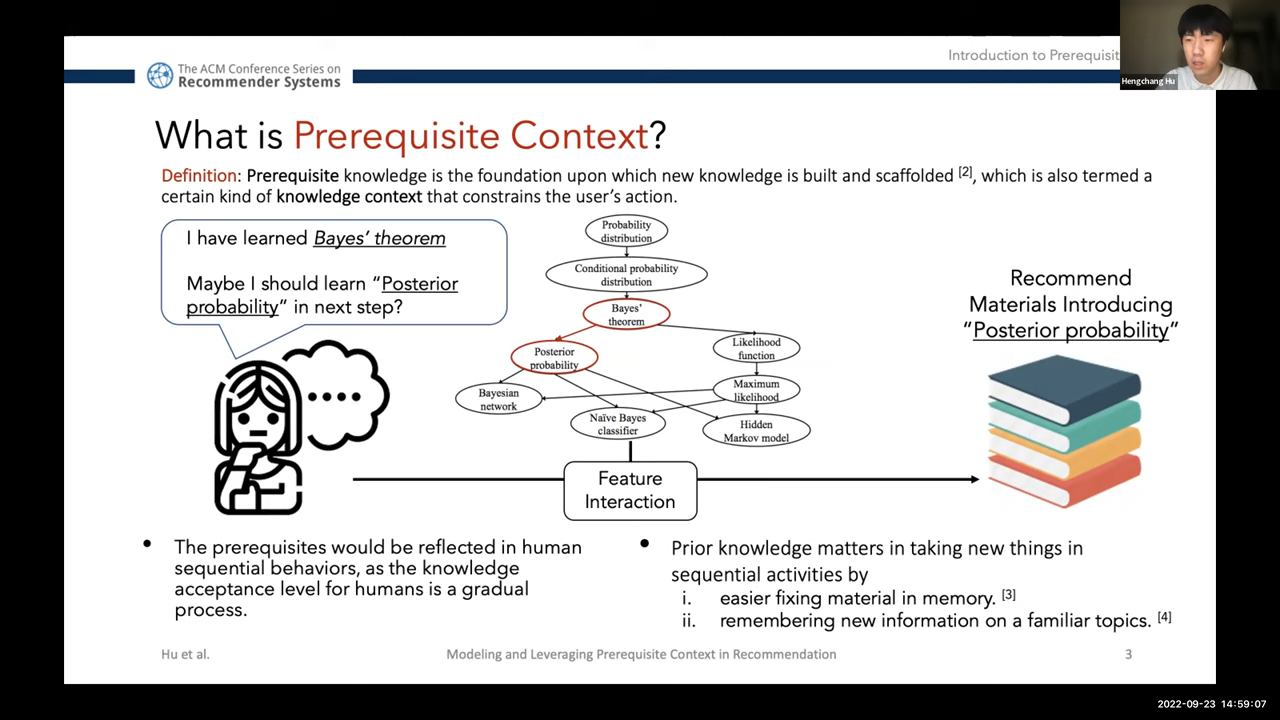 Introduction to Prerequisit
Hengchang Hu
The ACM Conference Series on
Recommender Systems
What is Prerequisite Context?
Definition: Prerequisite knowledge is the foundation upon which new knowledge is built and scaffolded [2], which is also termed a
certain kind of knowledge context that constrains the user's action.
I have learned Bayes' theorem
Maybe I should learn "Posterior
probability" in next step?
Probability
distribution
Conditional probability
distribution
Bayes'
theorem
Posterior
probability
Likelihood
function
Bayesian
network
Maximum
likelihood
Naïve Bayes
classifier
Hidden
Markov model
Feature
Interaction
Recommend
Materials Introducing
"Posterior probability"
• The prerequisites would be reflected in human
sequential behaviors, as the knowledge
acceptance level for humans is a gradual
process.
• Prior knowledge matters in taking new things in
sequential activities by
i. easier fixing material in memory. [3]
ii. remembering new information on a familiar topics. [4]
Hu et al.
Modeling and Leveraging Prerequisite Context in Recommendation
3
2022-09-23 14:59:07